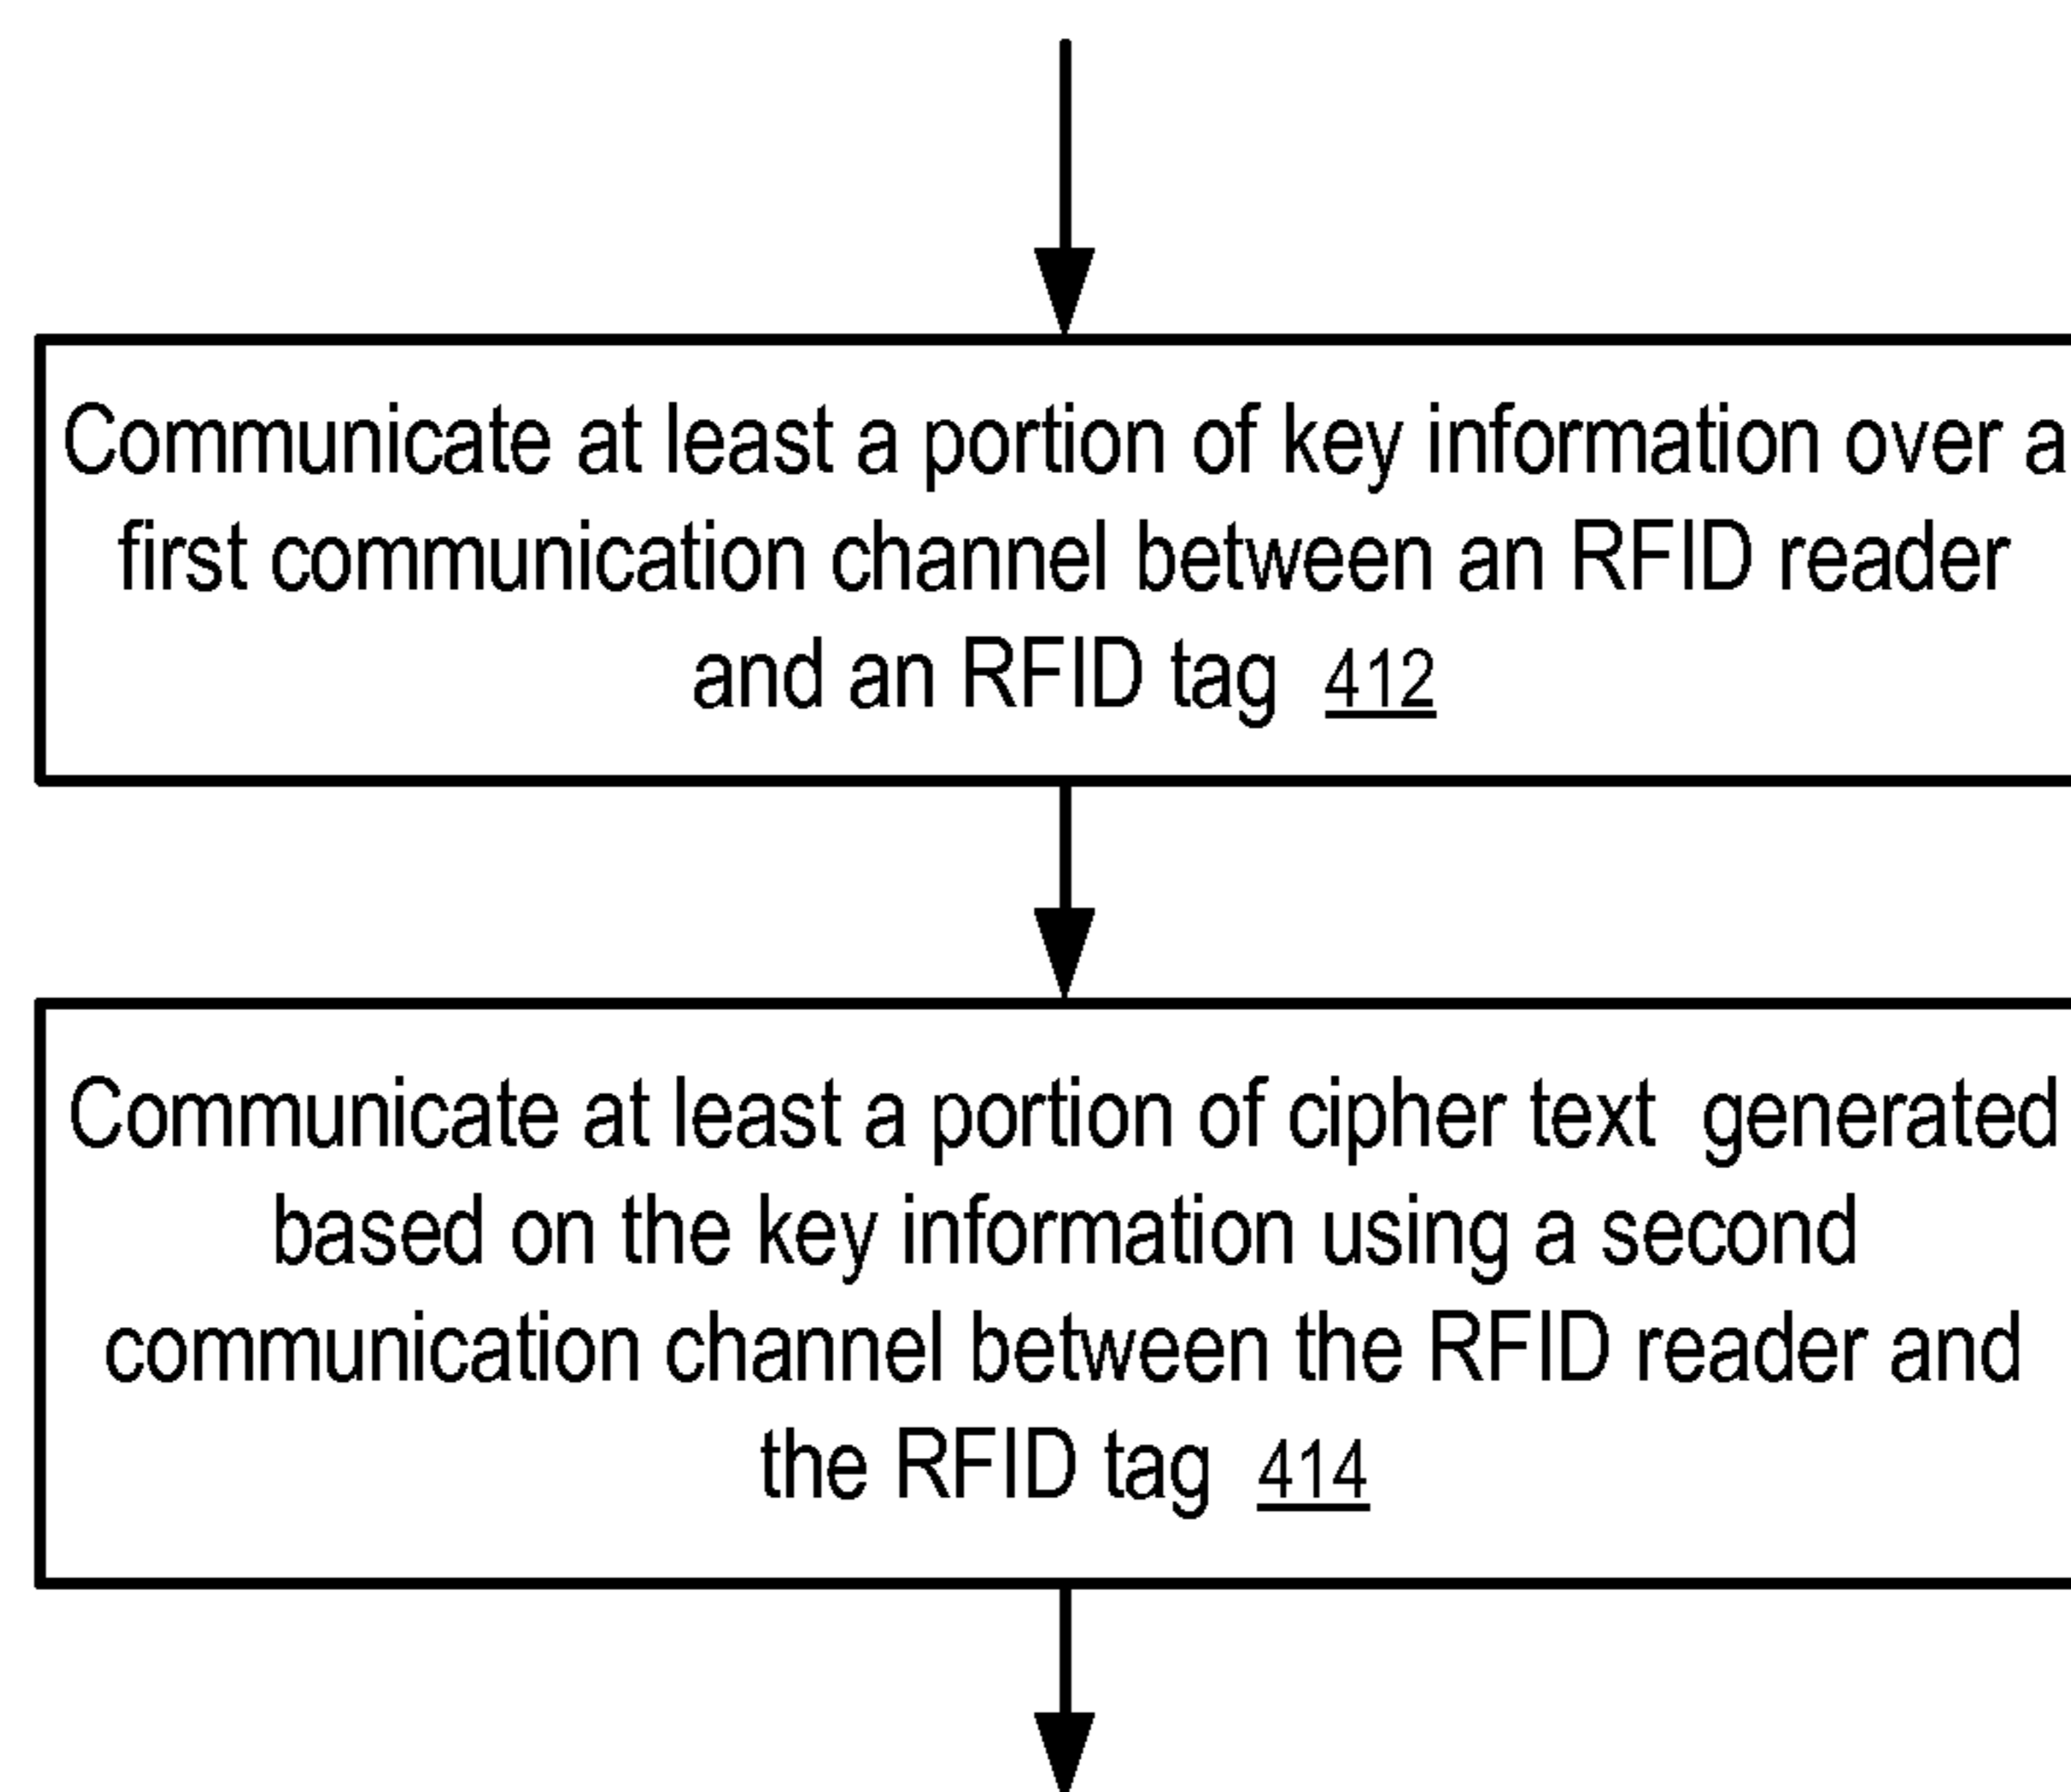 Communicate at least a portion of key information over a
first communication channel between an RFID reader
and an RFID tag 412
Communicate at least a portion of cipher text generated
based on the key information using a second
communication channel between the RFID reader and
the RFID tag 414